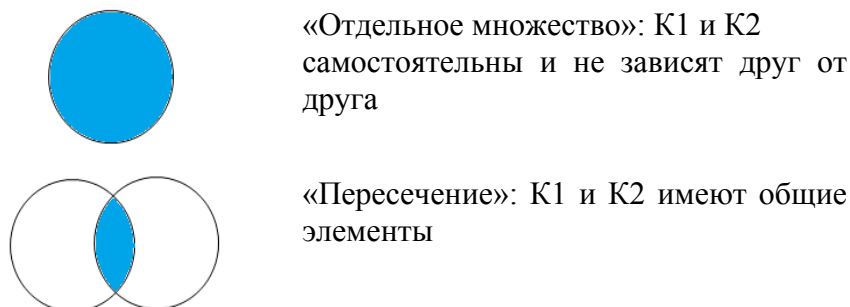 «Отдельное множество»: К1 и К2
самостоятельны и не зависят друг от
друга
«Пересечение»: К1 и К2 имеют общие
элементы